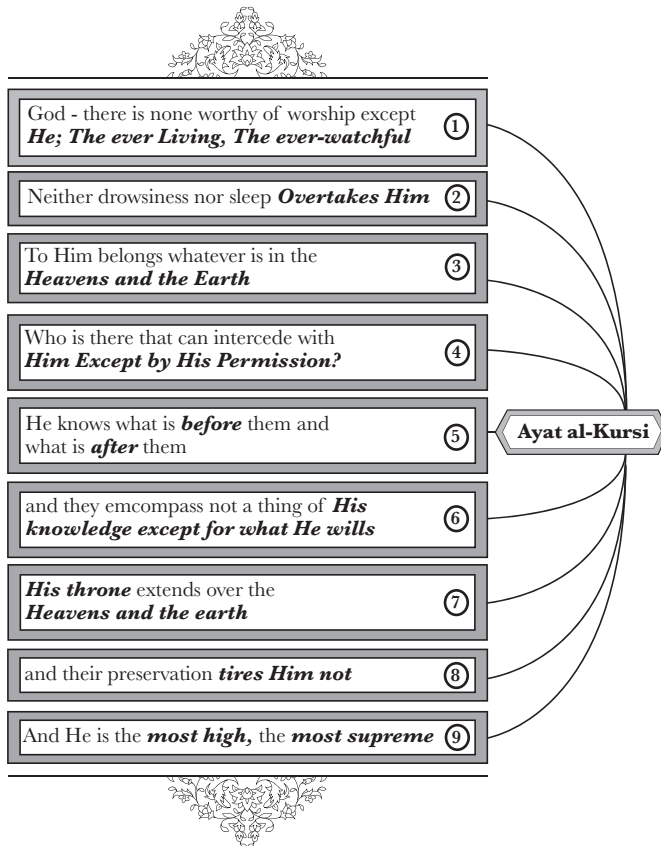 God - there is none worthy of worship except
He; The ever Living, The ever-watchful
1
Neither drowsiness nor sleep Overtakes Him
2
To Him belongs whatever is in the
Heavens and the Earth
3
Who is there that can intercede with
Him Except by His Permission?
4
He knows what is before them and
what is after them
5
and they emcompass not a thing of His
knowledge except for what He wills
6
His throne extends over the
Heavens and the earth
7
and their preservation tires Him not
8
And He is the most high, the most supreme
9
Ayat al-Kursi